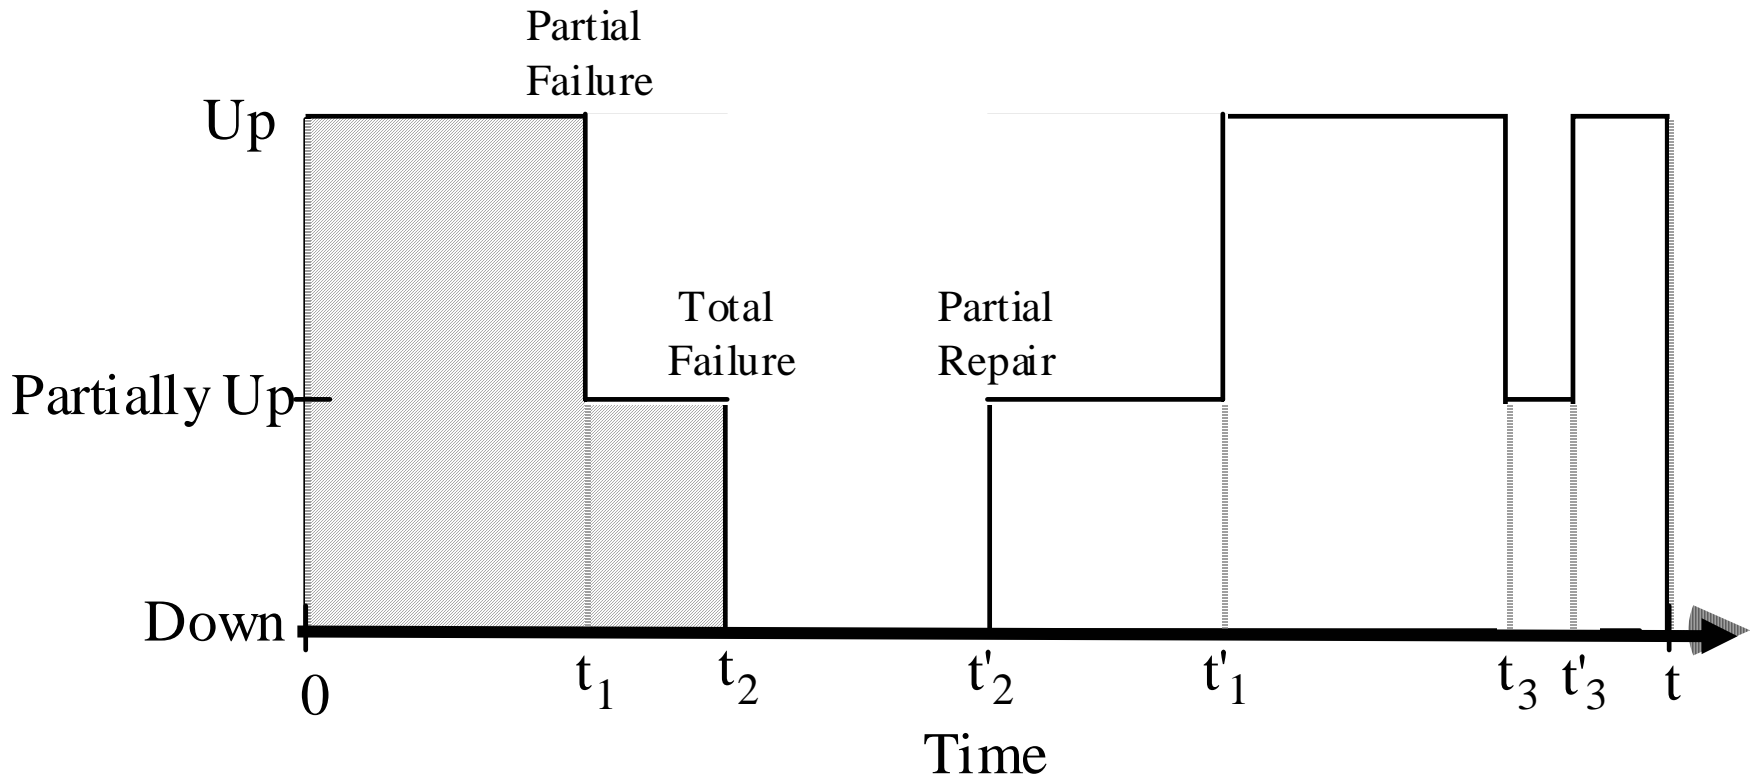 Partial
Failure
Up
Total
Failure
Partial
Repair
Partially Up
Down
0
t1
t2
t'2
t'1
t3
t'3
t
Time